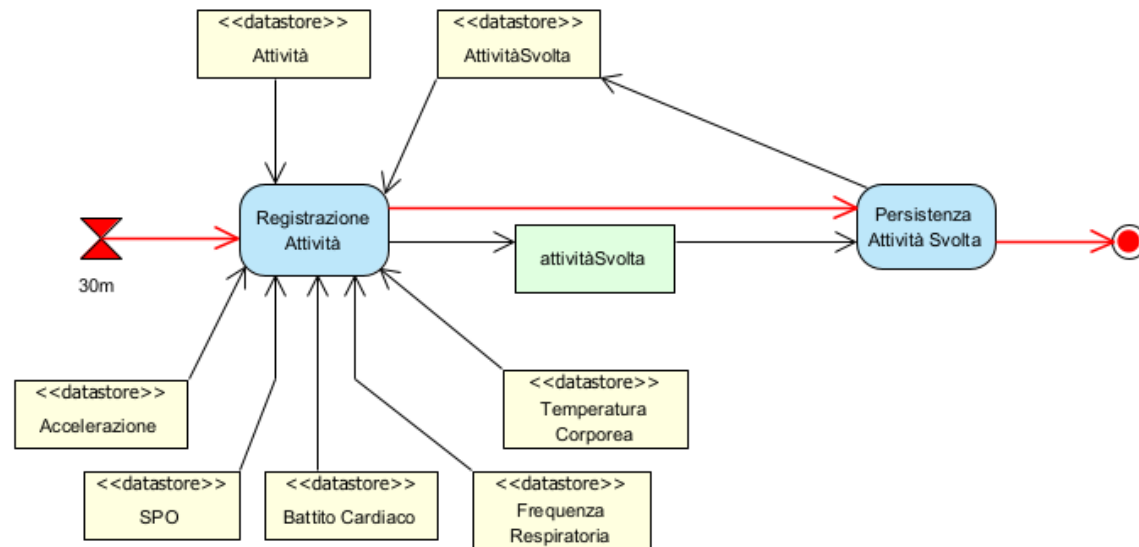 <<datastore>>
Attività
<<datastore>>
AttivitàSvolta
Registrazione
Attività
Persistenza
Attività Svolta
attivitàSvolta
30m
<<datastore>>
Accelerazione
<<datastore>>
Temperatura
Corporea
<<datastore>>
SPO
<<datastore>>
Battito Cardiaco
<<datastore>>
Frequenza
Respiratoria